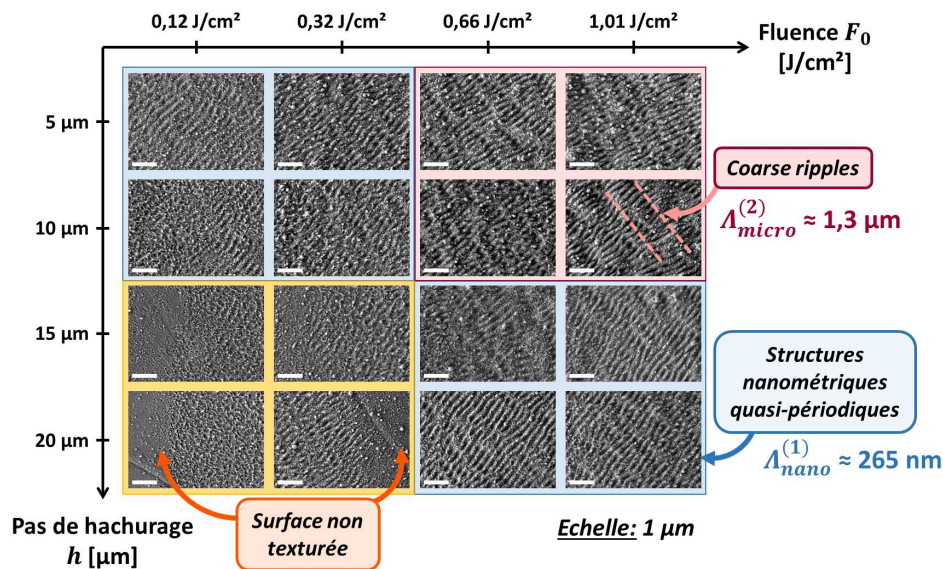 0,12 J/cm²
0,32 J/cm²
0,66 J/cm²
1,01 J/cm²
Fluence F₀
[J/cm²]
5 µm
10 µm
15 µm
20 µm
Coarse ripples
Λ⁽²⁾micro ≈ 1,3 µm
Structures
nanométriques
quasi-périodiques
Λ⁽¹⁾nano ≈ 265 nm
Pas de hachurage
h [µm]
Surface non
texturée
Echelle: 1 µm